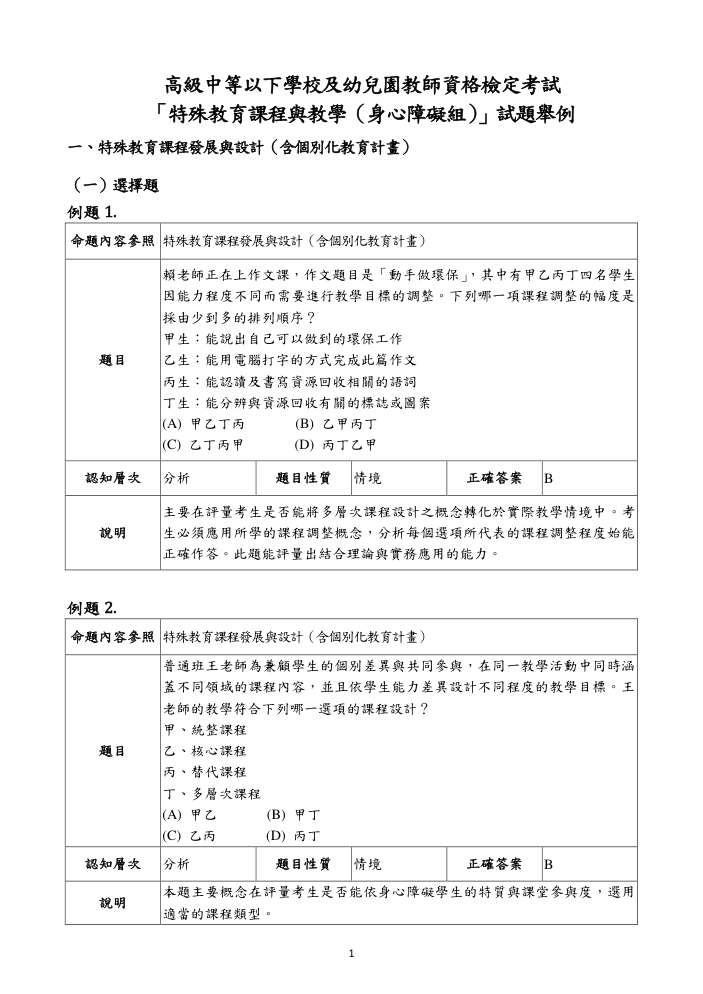 高級中等以下學校及幼兒園教師資格檢定考試
「特殊教育課程與教學（身心障礙組）」試題舉例
一、特殊教育課程發展與設計（含個別化教育計畫）
（一）選擇題
例題 1.
命題內容參照 特殊教育課程發展與設計（含個別化教育計畫）
題目
賴老師正在上作文課，作文題目是「動手做環保」，其中有甲乙丙丁四名學生
因能力程度不同而需要進行教學目標的調整。下列哪一項課程調整的幅度是
採由少到多的排列順序？
甲生：能說出自己可以做到的環保工作
乙生：能用電腦打字的方式完成此篇作文
丙生：能認讀及書寫資源回收相關的語詞
丁生：能分辨與資源回收有關的標誌或圖案
(A) 甲乙丁丙 (B) 乙甲丙丁
(C) 乙丁丙甲 (D) 丙丁乙甲
認知層次 分析 題目性質 情境 正確答案 B
說明
主要在評量考生是否能將多層次課程設計之概念轉化於實際教學情境中。考
生必須應用所學的課程調整概念，分析每個選項所代表的課程調整程度始能
正確作答。此題能評量出結合理論與實務應用的能力。
例題 2.
命題內容參照 特殊教育課程發展與設計（含個別化教育計畫）
題目
普通班王老師為兼顧學生的個別差異與共同參與，在同一教學活動中同時涵
蓋不同領域的課程內容，並且依學生能力差異設計不同程度的教學目標。王
老師的教學符合下列哪一選項的課程設計？
甲、統整課程
乙、核心課程
丙、替代課程
丁、多層次課程
(A) 甲乙 (B) 甲丁
(C) 乙丙 (D) 丙丁
認知層次 分析 題目性質 情境 正確答案 B
說明
本題主要概念在評量考生是否能依身心障礙學生的特質與課堂參與度，選用
適當的課程類型。
1